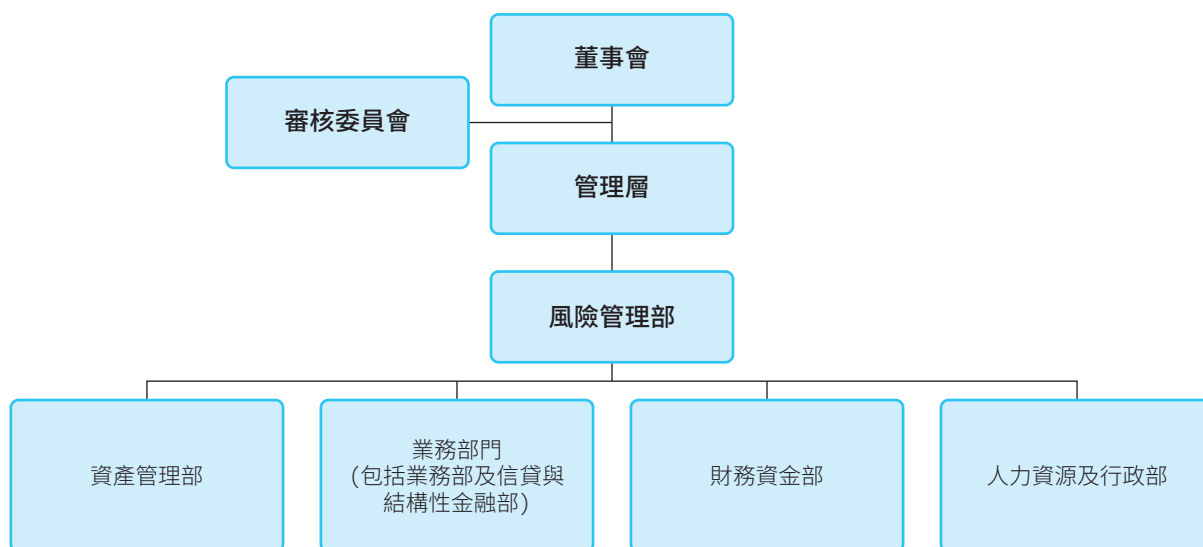 董事會
審核委員會
管理層
風險管理部
資產管理部
業務部門
(包括業務部及信貸與
結構性金融部)
財務資金部
人力資源及行政部